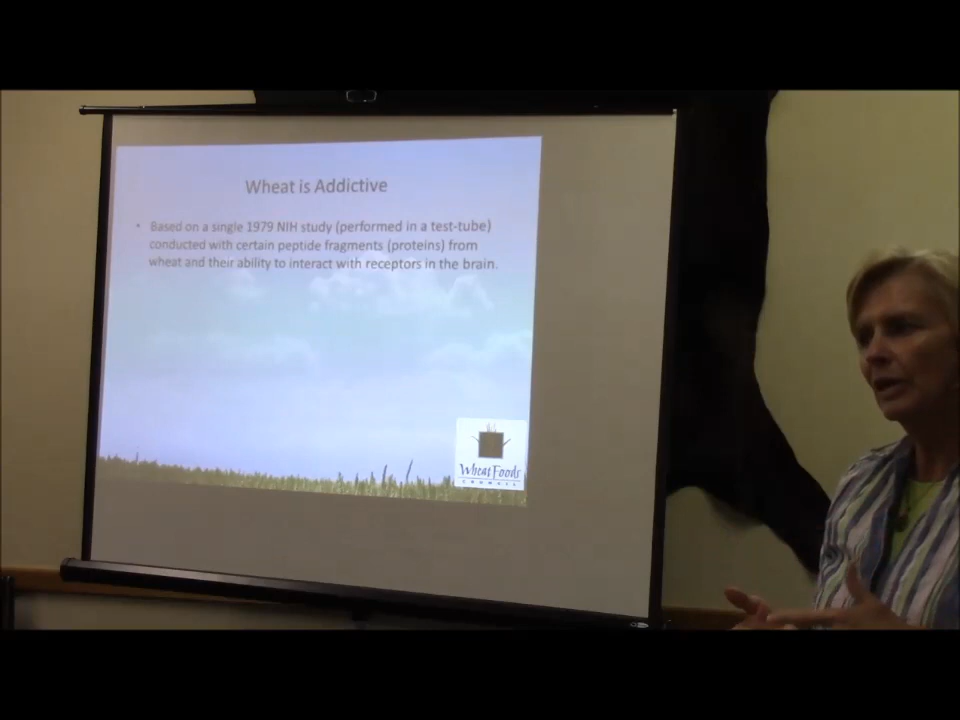 Wheat is Addictive
• Based on a single 1979 NIH study (performed in a test-tube)
conducted with certain peptide fragments (proteins) from
wheat and their ability to interact with receptors in the brain.
Wheat Foods
COUNCIL